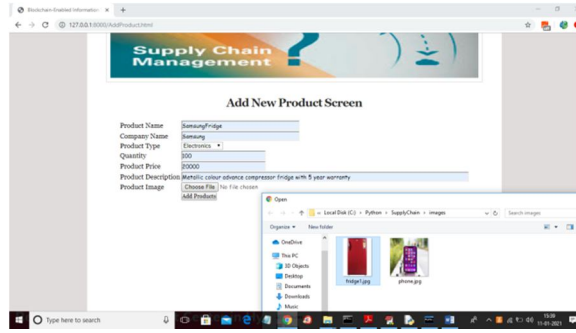 Blockchain-Enabled Information
127.0.0.1:8000/AddProduct.html
Supply Chain
Management
Add New Product Screen
Product Name SamsungFridge
Company Name Samsung
Product Type Electronics
Quantity 100
Product Price 20000
Product Description Metallic colour advance compressor fridge with 5 year warranty
Product Image Choose File No file chosen
Add Products
Open
Local Disk (C:) > Python > SupplyChain > images
Search images
Organize New folder
OneDrive
This PC
3D Objects
Desktop
Documents
Downloads
Music
fridge1.jpg phone.jpg
Type here to search
15:38
11-01-2021